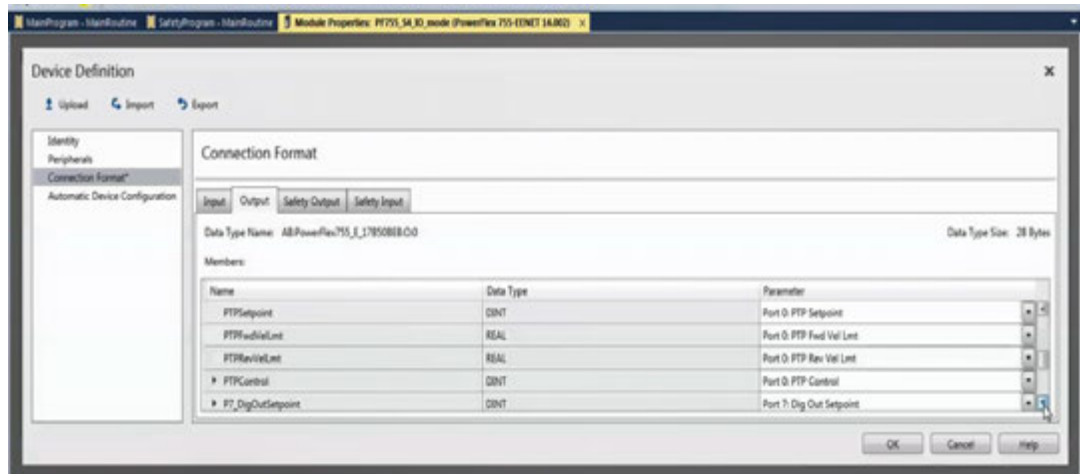 MainProgram - MainRoutine SafetyProgram - MainRoutine Module Properties: PF755_S4_IO_mode (PowerFlex 755-EENET 16.002) x
Device Definition
Upload Import Export
Identity
Peripherals
Connection Format*
Automatic Device Configuration
Connection Format
Input Output Safety Output Safety Input
Data Type Name: Data Type Size: 28 Bytes
Members:
Name Data Type Parameter
PTPSetpoint DINT Port 0: PTP Setpoint
PTPFwdVelLmt REAL Port 0: PTP Fwd Vel Lmt
PTPRevVelLmt REAL Port 0: PTP Rev Vel Lmt
PTPControl DINT Port 0: PTP Control
P7_DigOutSetpoint DINT Port 7: Dig Out Setpoint
OK Cancel Help